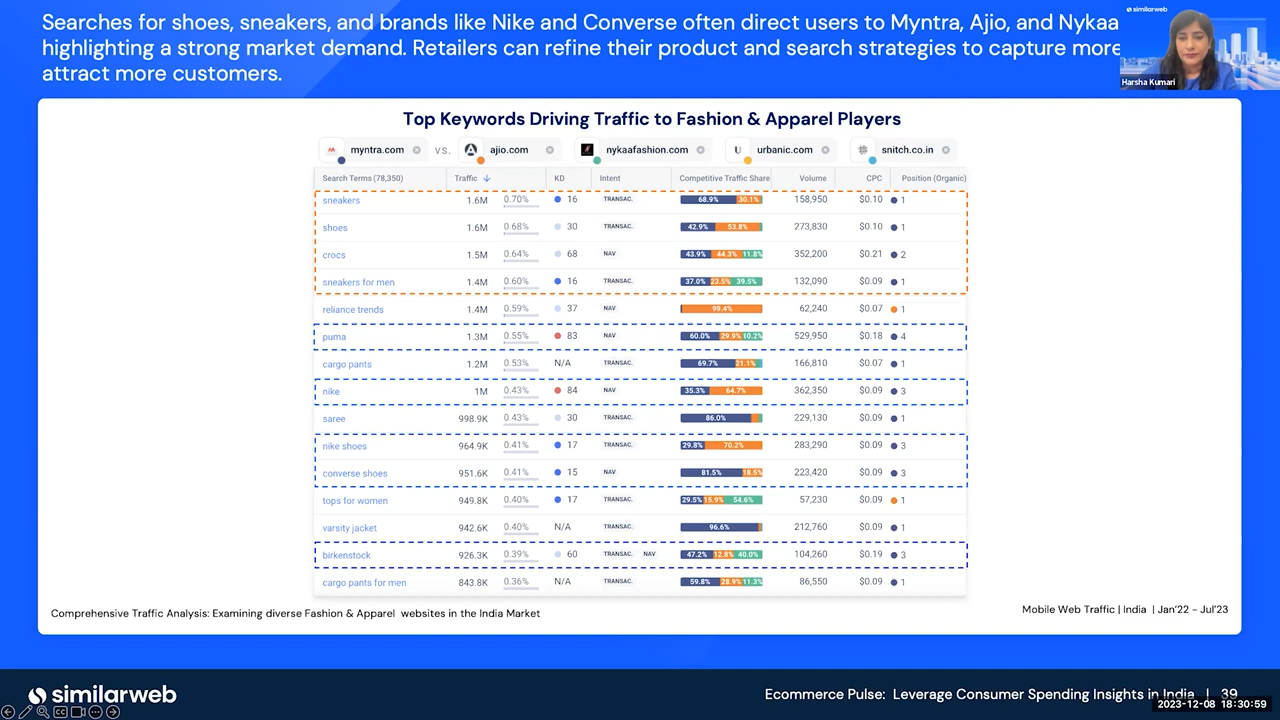 Searches for shoes, sneakers, and brands like Nike and Converse often direct users to Myntra, Ajio, and Nykaa
highlighting a strong market demand. Retailers can refine their product and search strategies to capture more
attract more customers.
similarweb
Harsha Kumari
Top Keywords Driving Traffic to Fashion & Apparel Players
myntra.com VS. ajio.com nykaafashion.com urbanic.com snitch.co.in
Search Terms (78,350) Traffic KD Intent Competitive Traffic Share Volume CPC Position (Organic)
sneakers 1.6M 0.70% 16 TRANSAC. 68.9% 30.1% 158,950 $0.10 1
shoes 1.6M 0.68% 30 TRANSAC. 42.9% 53.8% 273,830 $0.10 1
crocs 1.5M 0.64% 68 NAV 43.9% 44.3% 11.8% 352,200 $0.21 2
sneakers for men 1.4M 0.60% 16 TRANSAC. 37.0% 23.5% 39.5% 132,090 $0.09 1
reliance trends 1.4M 0.59% 37 NAV 99.4% 62,240 $0.07 1
puma 1.3M 0.55% 83 NAV 60.0% 29.9% 10.2% 529,950 $0.18 4
cargo pants 1.2M 0.53% N/A TRANSAC. 69.7% 21.1% 166,810 $0.07 1
nike 1M 0.43% 84 NAV 35.3% 64.7% 362,350 $0.09 3
saree 998.9K 0.43% 30 TRANSAC. 86.0% 229,130 $0.09 1
nike shoes 964.9K 0.41% 17 TRANSAC. 29.8% 70.2% 283,290 $0.09 3
converse shoes 951.6K 0.41% 15 NAV 81.5% 18.5% 223,420 $0.09 3
tops for women 949.8K 0.40% 17 TRANSAC. 29.5% 15.9% 54.6% 57,230 $0.09 1
varsity jacket 942.6K 0.40% N/A TRANSAC. 96.6% 212,760 $0.09 1
birkenstock 926.3K 0.39% 60 TRANSAC. NAV 47.2% 12.8% 40.0% 104,260 $0.19 3
cargo pants for men 843.8K 0.36% N/A TRANSAC. 59.8% 28.9% 11.3% 86,550 $0.09 1
Comprehensive Traffic Analysis: Examining diverse Fashion & Apparel websites in the India Market
Mobile Web Traffic | India | Jan'22 - Jul'23
similarweb
Ecommerce Pulse: Leverage Consumer Spending Insights in India | 39
2023-12-08 18:30:59